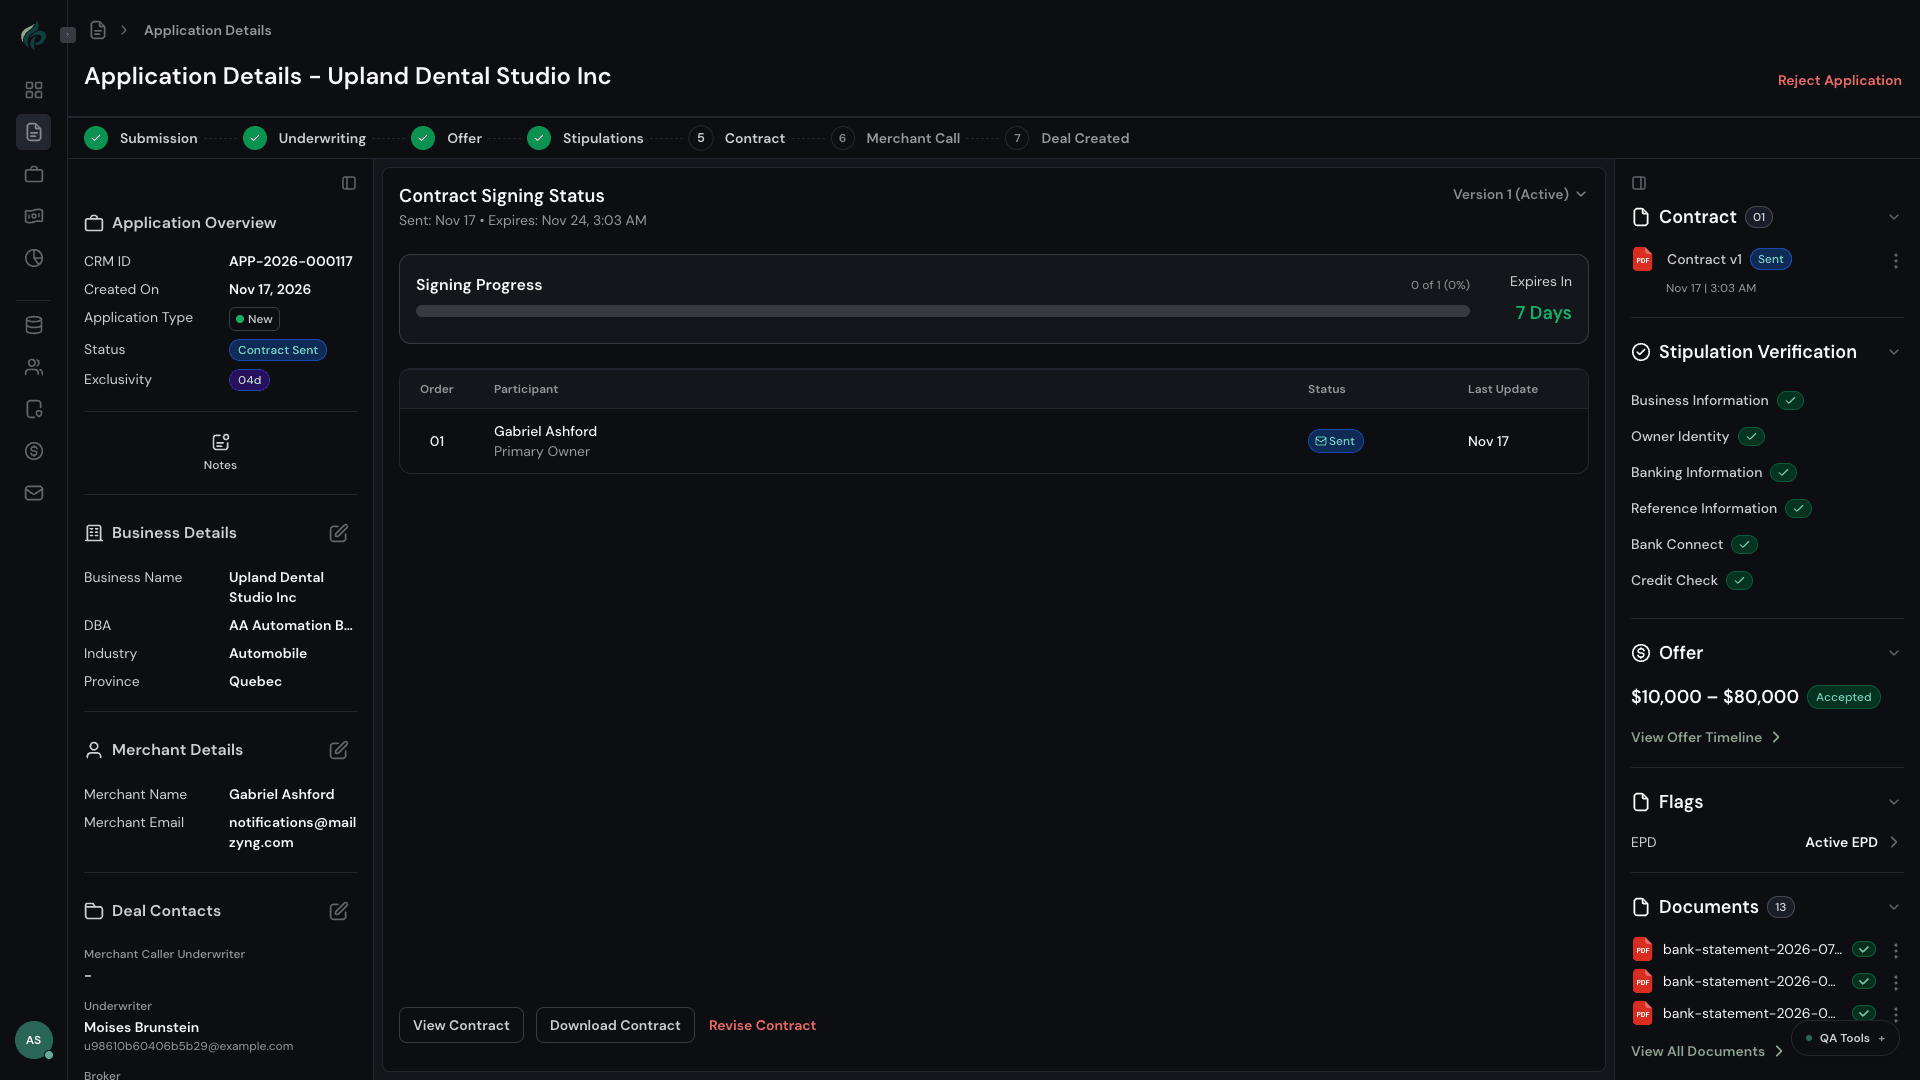 Application Details
Application Details – Upland Dental Studio Inc
Reject Application
Submission
Underwriting
Offer
Stipulations
5 Contract
6 Merchant Call
7 Deal Created
Application Overview
CRM ID APP-2026-000117
Created On Nov 17, 2026
Application Type New
Status Contract Sent
Exclusivity 04d
Notes
Business Details
Business Name Upland Dental
Studio Inc
DBA AA Automation B...
Industry Automobile
Province Quebec
Merchant Details
Merchant Name Gabriel Ashford
Merchant Email notifications@mail
zyng.com
Deal Contacts
Merchant Caller Underwriter
–
Underwriter
Moises Brunstein
u98610b60406b5b29@example.com
Broker
AS
Contract Signing Status
Version 1 (Active)
Sent: Nov 17 • Expires: Nov 24, 3:03 AM
Signing Progress
0 of 1 (0%)
Expires In
7 Days
Order Participant Status Last Update
01 Gabriel Ashford Sent Nov 17
Primary Owner
View Contract
Download Contract
Revise Contract
Contract 01
PDF Contract v1 Sent
Nov 17 | 3:03 AM
Stipulation Verification
Business Information
Owner Identity
Banking Information
Reference Information
Bank Connect
Credit Check
Offer
$10,000 – $80,000 Accepted
View Offer Timeline
Flags
EPD Active EPD
Documents 13
PDF bank-statement-2026-07...
PDF bank-statement-2026-0...
PDF bank-statement-2026-0...
QA Tools +
View All Documents